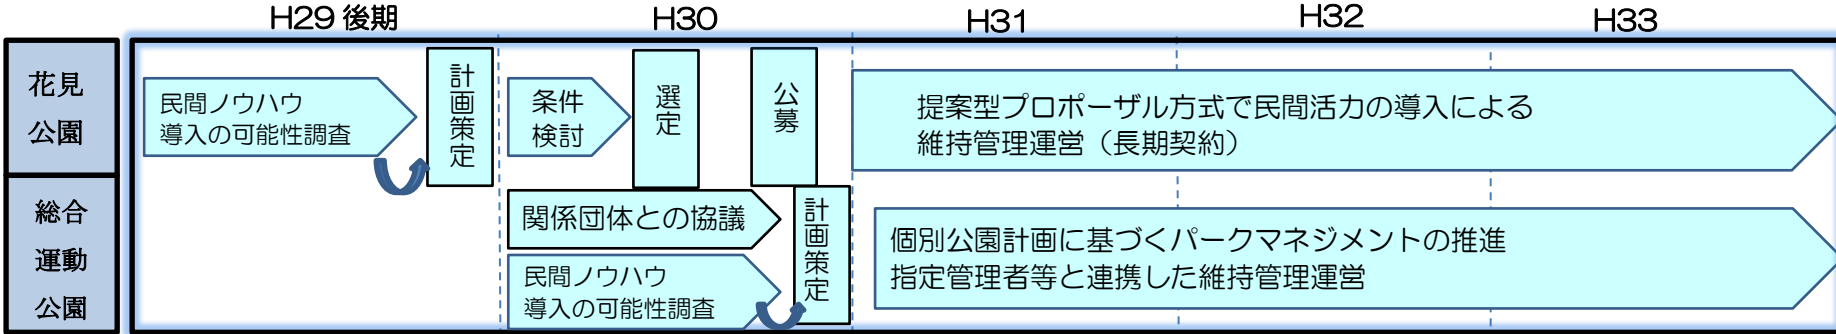 H29後期
H30
H31
H32
H33
花見
公園
民間ノウハウ
導入の可能性調査
計画策定
条件
検討
選定
公募
提案型プロポーザル方式で民間活力の導入による
維持管理運営（長期契約）
総合
運動
公園
関係団体との協議
民間ノウハウ
導入の可能性調査
計画策定
個別公園計画に基づくパークマネジメントの推進
指定管理者等と連携した維持管理運営